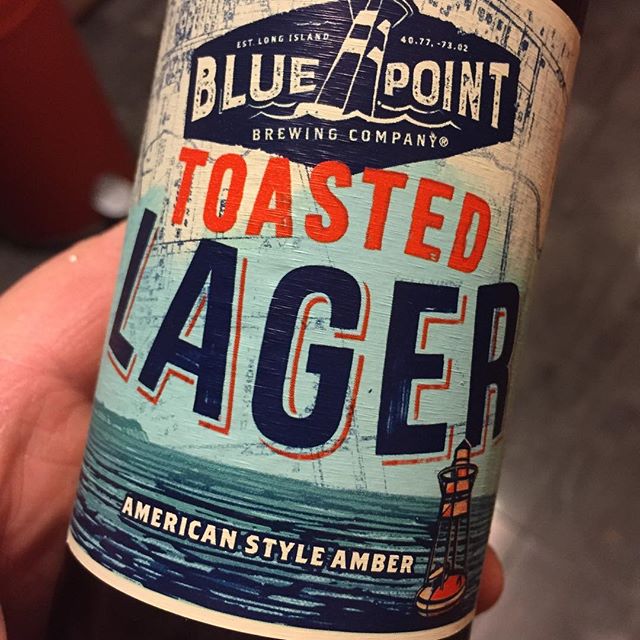 EST. LONG ISLAND 40.77, -73.02
BLUE POINT
BREWING COMPANY®
TOASTED
LAGER
AMERICAN STYLE AMBER